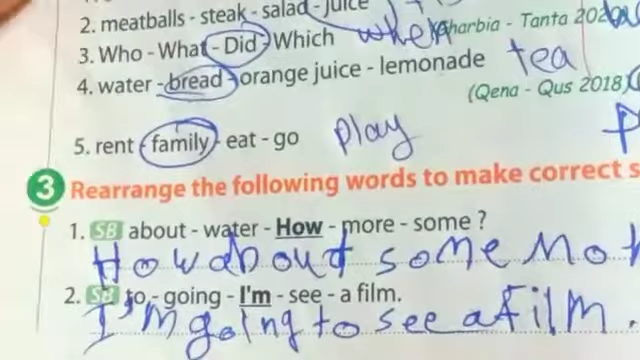 2. meatballs - steak - salad - juice
3. Who - What - Did - Which when
Gharbia - Tanta 202
4. water - bread - orange juice - lemonade tea
(Qena - Qus 2018)
5. rent - family - eat - go play
3 Rearrange the following words to make correct s
1. SB about - water - How - more - some ?
How about some
2. SB to - going - I'm - see - a film.
I'm going to see a film.